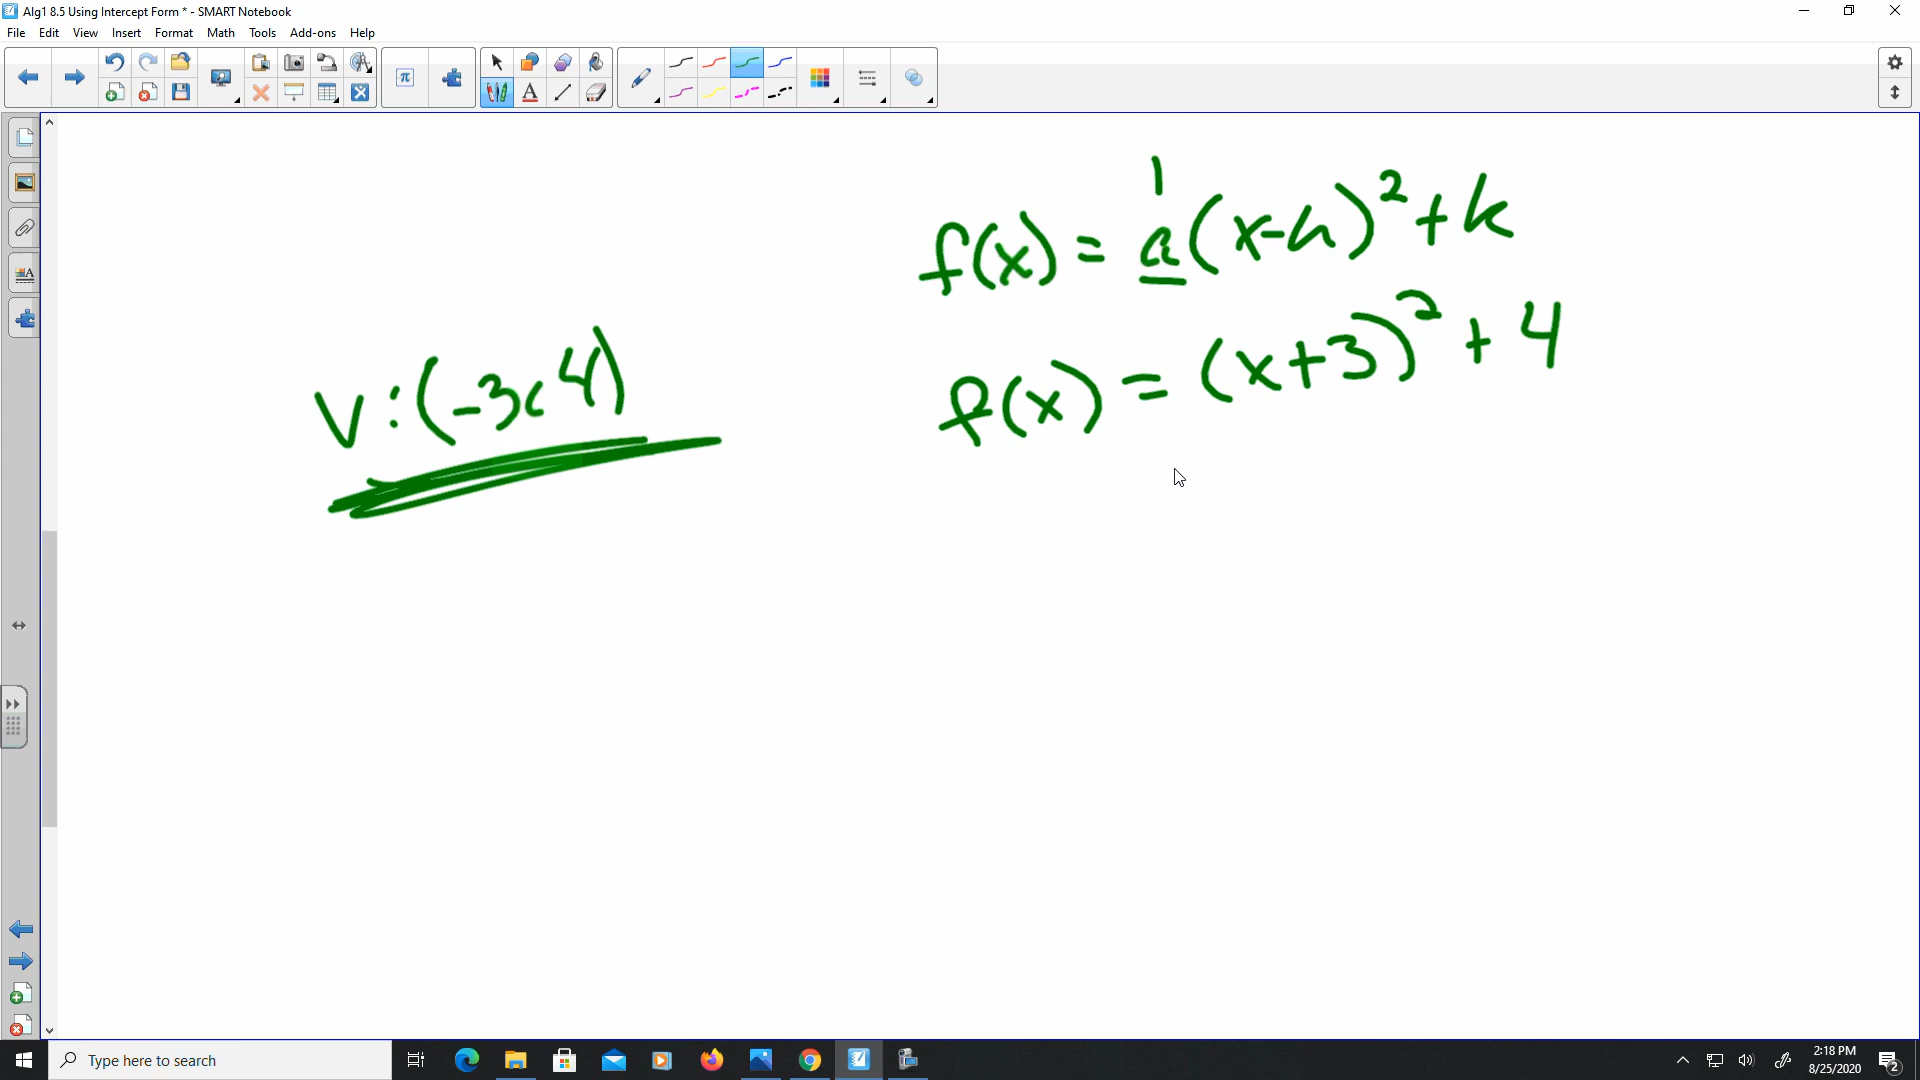 Alg1 8.5 Using Intercept Form * - SMART Notebook
File Edit View Insert Format Math Tools Add-ons Help
1
f(x) = a(x-h)²+k
f(x) = (x+3)²+4
V:(-3, 4)
Type here to search
2:18 PM
8/25/2020
2